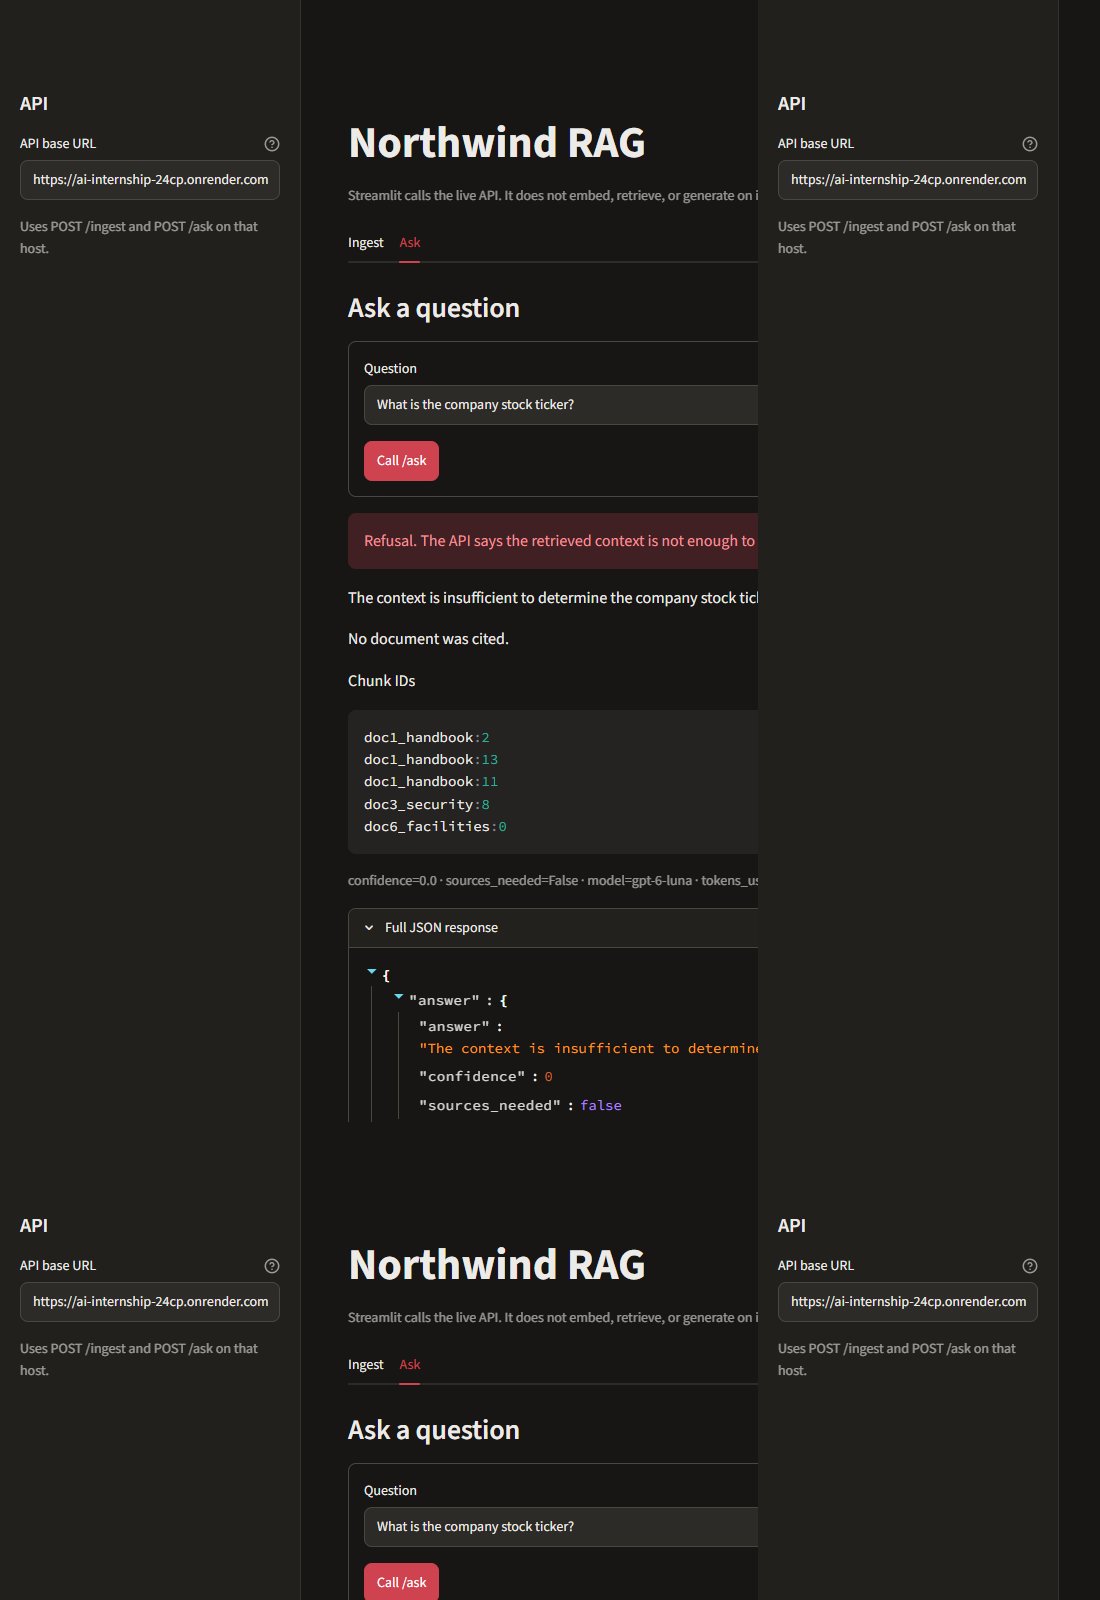 API
API base URL
https://ai-internship-24cp.onrender.com
Uses POST /ingest and POST /ask on that
host.
Northwind RAG
Streamlit calls the live API. It does not embed, retrieve, or generate on i
Ingest Ask
Ask a question
Question
What is the company stock ticker?
Call /ask
Refusal. The API says the retrieved context is not enough to
The context is insufficient to determine the company stock tic
No document was cited.
Chunk IDs
doc1_handbook:2
doc1_handbook:13
doc1_handbook:11
doc3_security:8
doc6_facilities:0
confidence=0.0 · sources_needed=False · model=gpt-6-luna · tokens_us
Full JSON response
{
"answer" : {
"answer" :
"The context is insufficient to determine
"confidence" : 0
"sources_needed" : false
API
API base URL
https://ai-internship-24cp.onrender.com
Uses POST /ingest and POST /ask on that
host.
API
API base URL
https://ai-internship-24cp.onrender.com
Uses POST /ingest and POST /ask on that
host.
Northwind RAG
Streamlit calls the live API. It does not embed, retrieve, or generate on i
Ingest Ask
Ask a question
Question
What is the company stock ticker?
Call /ask
API
API base URL
https://ai-internship-24cp.onrender.com
Uses POST /ingest and POST /ask on that
host.